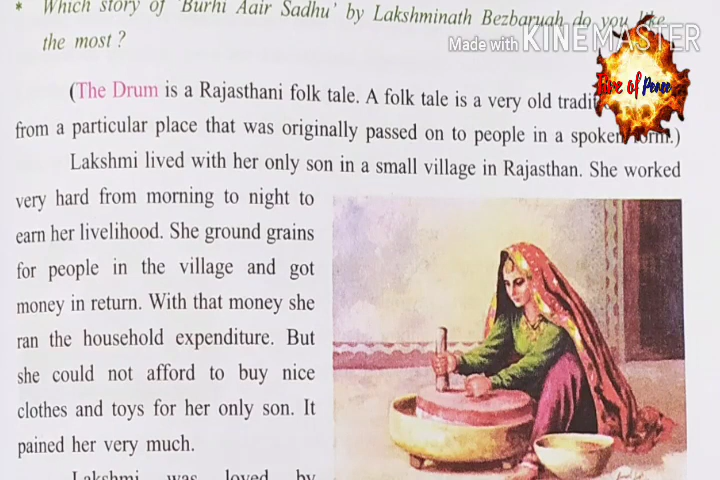 * Which story of 'Burhi Aair Sadhu' by Lakshminath Bezbaruah do you like
the most ?
Made with KINEMASTER
Fire of Peace
(The Drum is a Rajasthani folk tale. A folk tale is a very old
from a particular place that was originally passed on to people in a spoken form.)
Lakshmi lived with her only son in a small village in Rajasthan. She worked
very hard from morning to night to
earn her livelihood. She ground grains
for people in the village and got
money in return. With that money she
ran the household expenditure. But
she could not afford to buy nice
clothes and toys for her only son. It
pained her very much.
Lakshmi was loved by